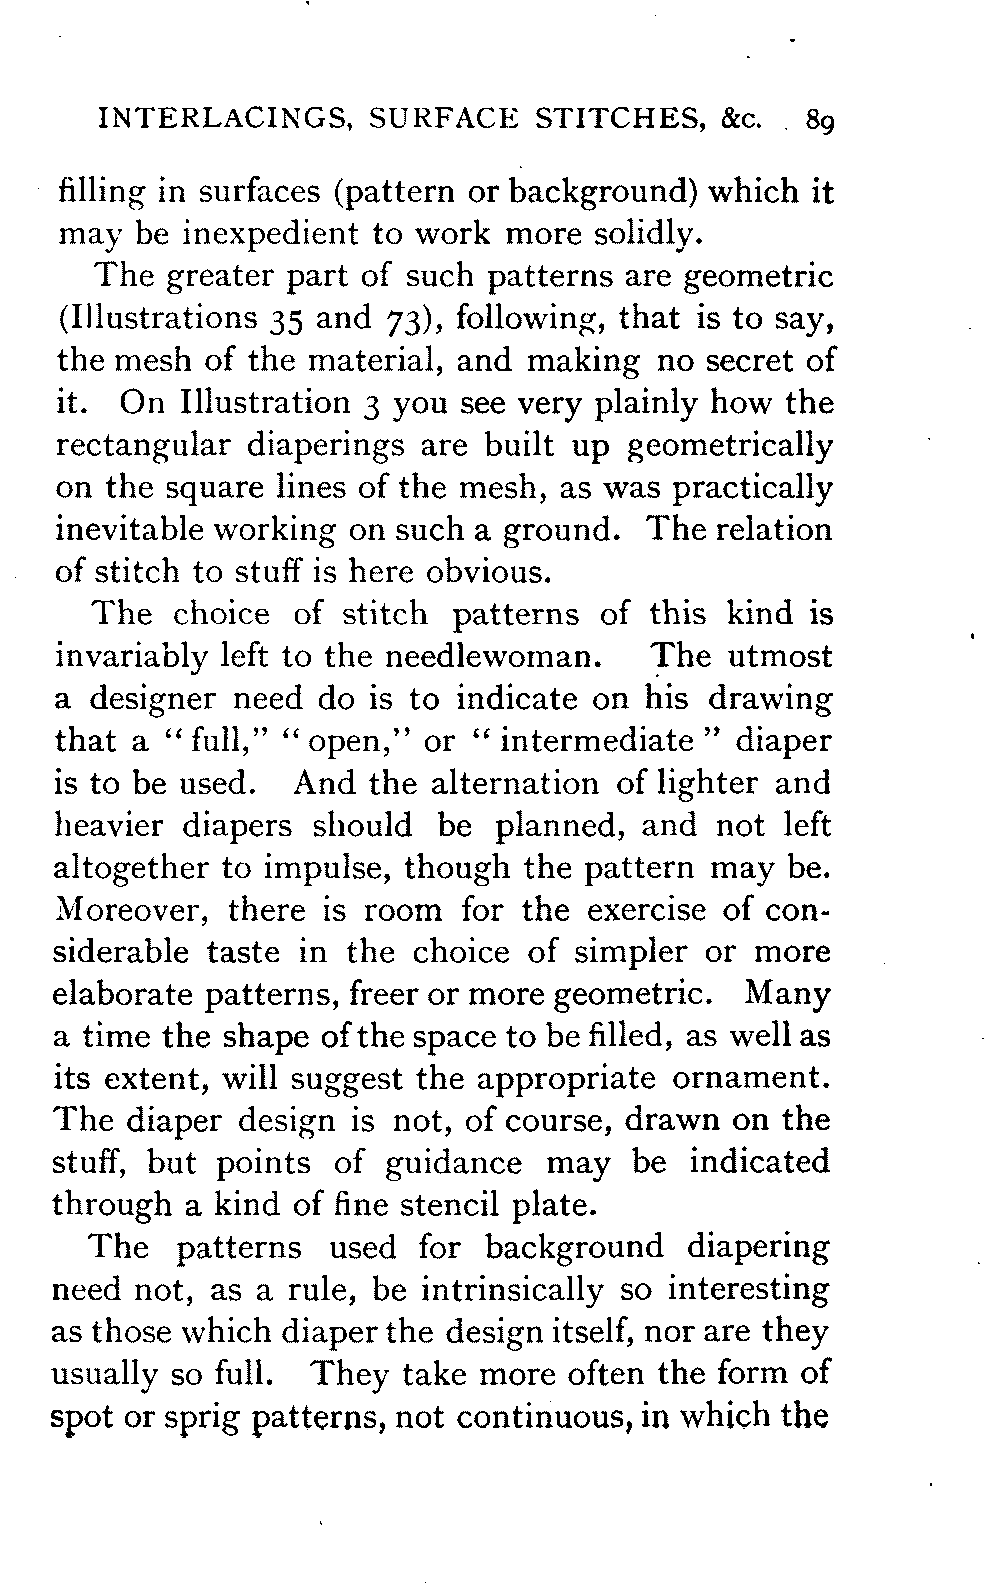 INTERLACINGS, SURFACE STITCHES, &c. 89
filling in surfaces (pattern or background) which it
may be inexpedient to work more solidly.
The greater part of such patterns are geometric
(Illustrations 35 and 73), following, that is to say,
the mesh of the material, and making no secret of
it. On Illustration 3 you see very plainly how the
rectangular diaperings are built up geometrically
on the square lines of the mesh, as was practically
inevitable working on such a ground. The relation
of stitch to stuff is here obvious.
The choice of stitch patterns of this kind is
invariably left to the needlewoman. The utmost
a designer need do is to indicate on his drawing
that a “ full,” “ open,” or “ intermediate ” diaper
is to be used. And the alternation of lighter and
heavier diapers should be planned, and not left
altogether to impulse, though the pattern may be.
Moreover, there is room for the exercise of con-
siderable taste in the choice of simpler or more
elaborate patterns, freer or more geometric. Many
a time the shape of the space to be filled, as well as
its extent, will suggest the appropriate ornament.
The diaper design is not, of course, drawn on the
stuff, but points of guidance may be indicated
through a kind of fine stencil plate.
The patterns used for background diapering
need not, as a rule, be intrinsically so interesting
as those which diaper the design itself, nor are they
usually so full. They take more often the form of
spot or sprig patterns, not continuous, in which the